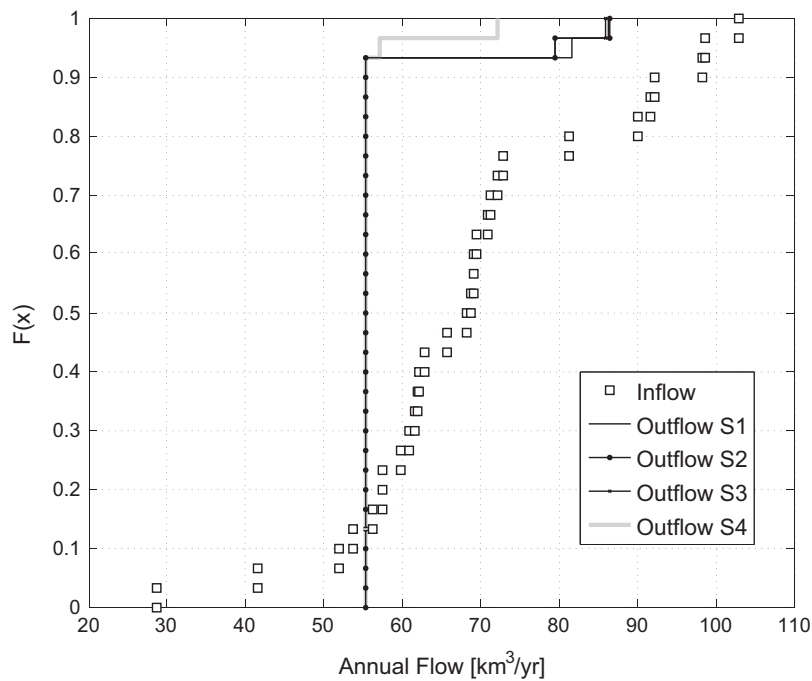 1
0.9
0.8
0.7
0.6
0.5
0.4
0.3
0.2
0.1
0
F(x)
20 30 40 50 60 70 80 90 100 110
Annual Flow [km³/yr]
Inflow
Outflow S1
Outflow S2
Outflow S3
Outflow S4